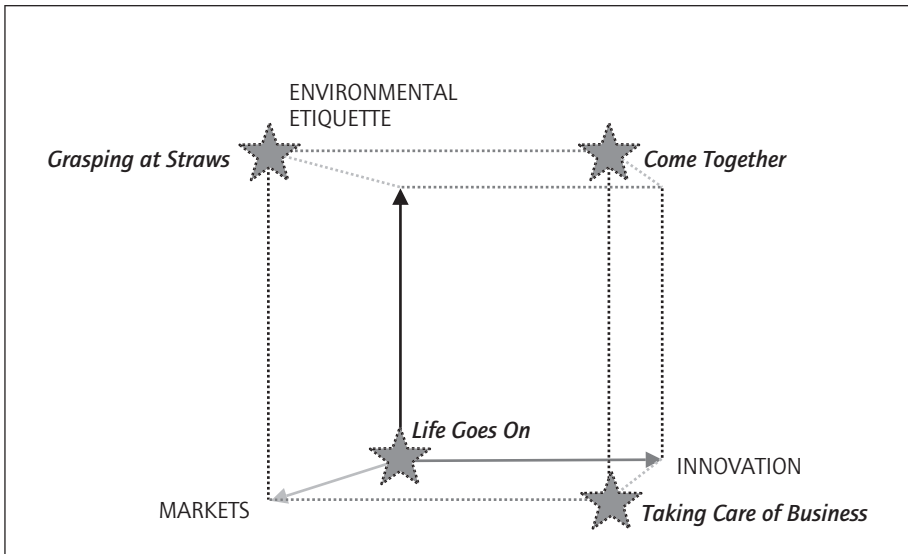 ENVIRONMENTAL
ETIQUETTE
Grasping at Straws
Come Together
Life Goes On
INNOVATION
MARKETS
Taking Care of Business